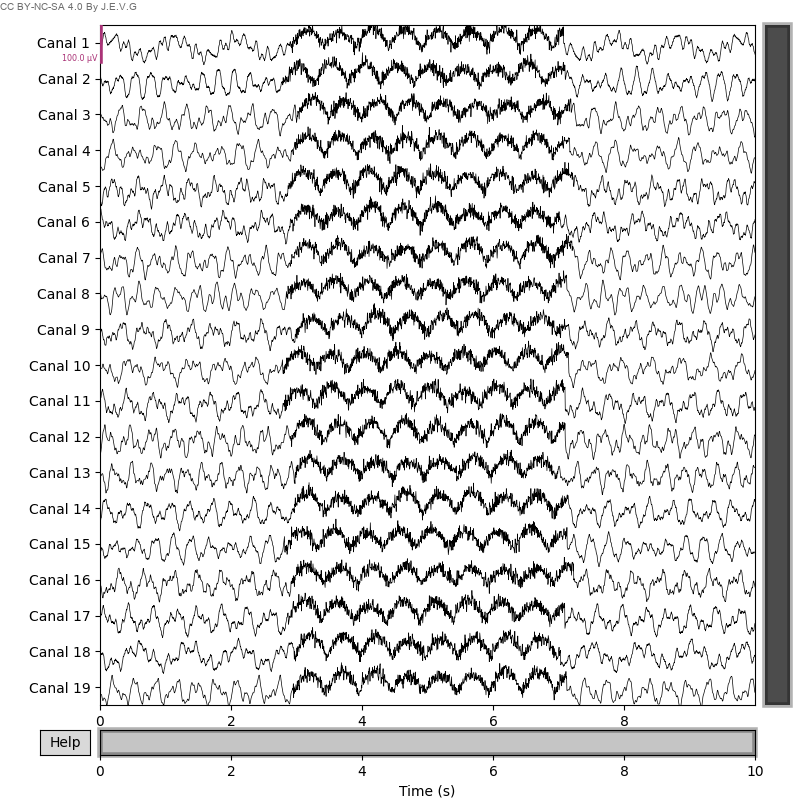 CC BY-NC-SA 4.0 By J.E.V.G
Canal 1
100.0 µV
Canal 2
Canal 3
Canal 4
Canal 5
Canal 6
Canal 7
Canal 8
Canal 9
Canal 10
Canal 11
Canal 12
Canal 13
Canal 14
Canal 15
Canal 16
Canal 17
Canal 18
Canal 19
0 2 4 6 8
Help
0 2 4 6 8 10
Time (s)